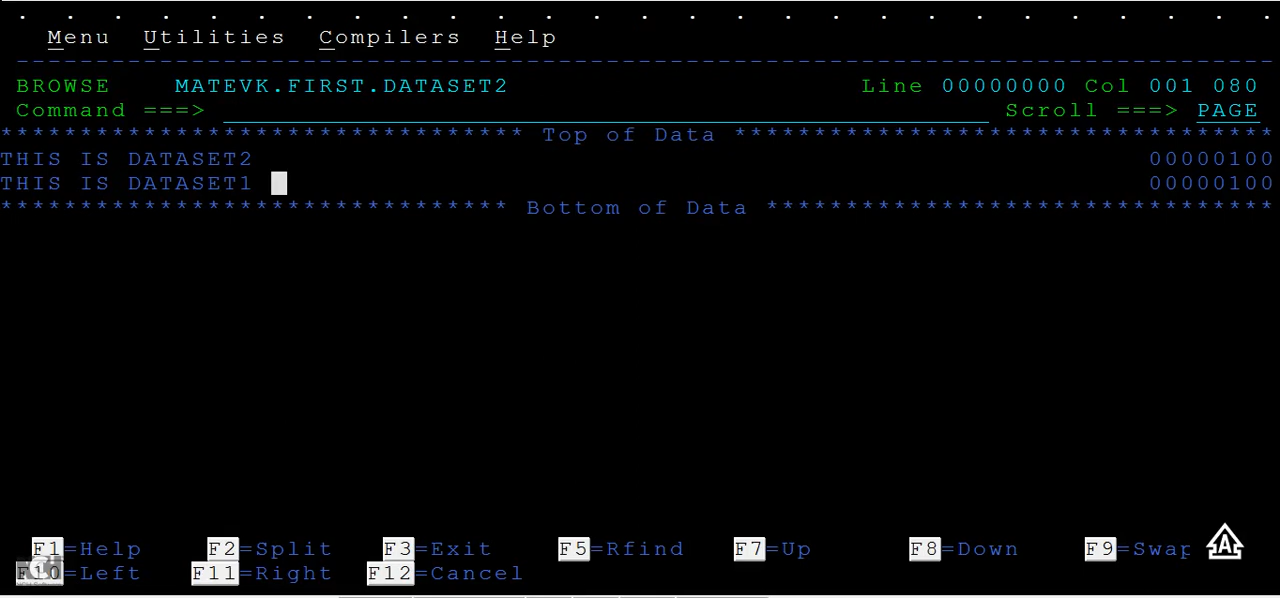 Menu Utilities Compilers Help
BROWSE MATEVK.FIRST.DATASET2 Line 00000000 Col 001 080
Command ===> Scroll ===> PAGE
******************************** Top of Data **********************************
THIS IS DATASET2 00000100
THIS IS DATASET1 00000100
******************************** Bottom of Data ********************************
F1=Help F2=Split F3=Exit F5=Rfind F7=Up F8=Down F9=Swap
F10=Left F11=Right F12=Cancel